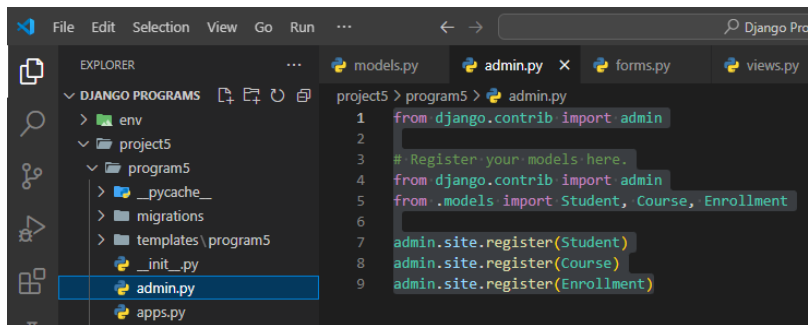 File Edit Selection View Go Run ··· ← → Django Pro
EXPLORER ···
models.py admin.py × forms.py views.py
DJANGO PROGRAMS
project5 > program5 > admin.py
env
project5
program5
__pycache__
migrations
templates\program5
__init__.py
admin.py
apps.py
1 from django.contrib import admin
2
3 # Register your models here.
4 from django.contrib import admin
5 from .models import Student, Course, Enrollment
6
7 admin.site.register(Student)
8 admin.site.register(Course)
9 admin.site.register(Enrollment)